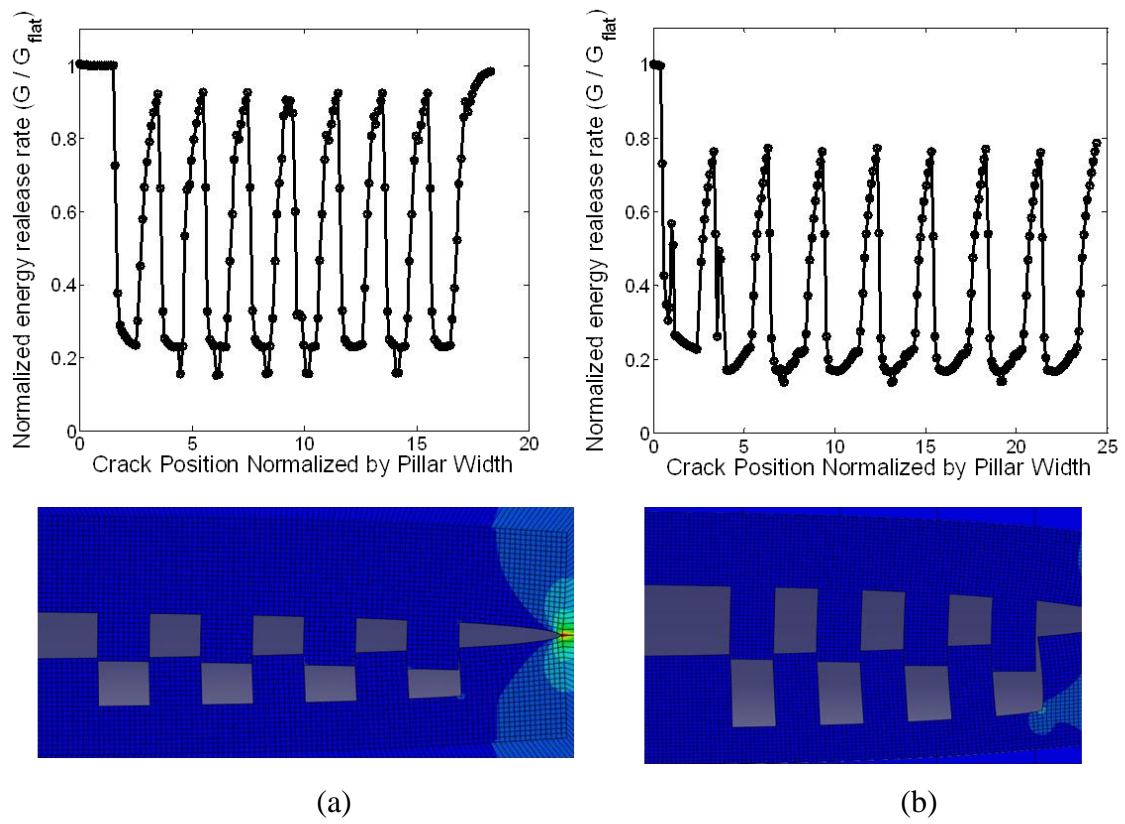 Normalized energy realease rate (G / G flat)
1
0.8
0.6
0.4
0.2
0
0 5 10 15 20
Crack Position Normalized by Pillar Width
Normalized energy realease rate (G / G flat)
1
0.8
0.6
0.4
0.2
0
0 5 10 15 20 25
Crack Position Normalized by Pillar Width
(a)
(b)